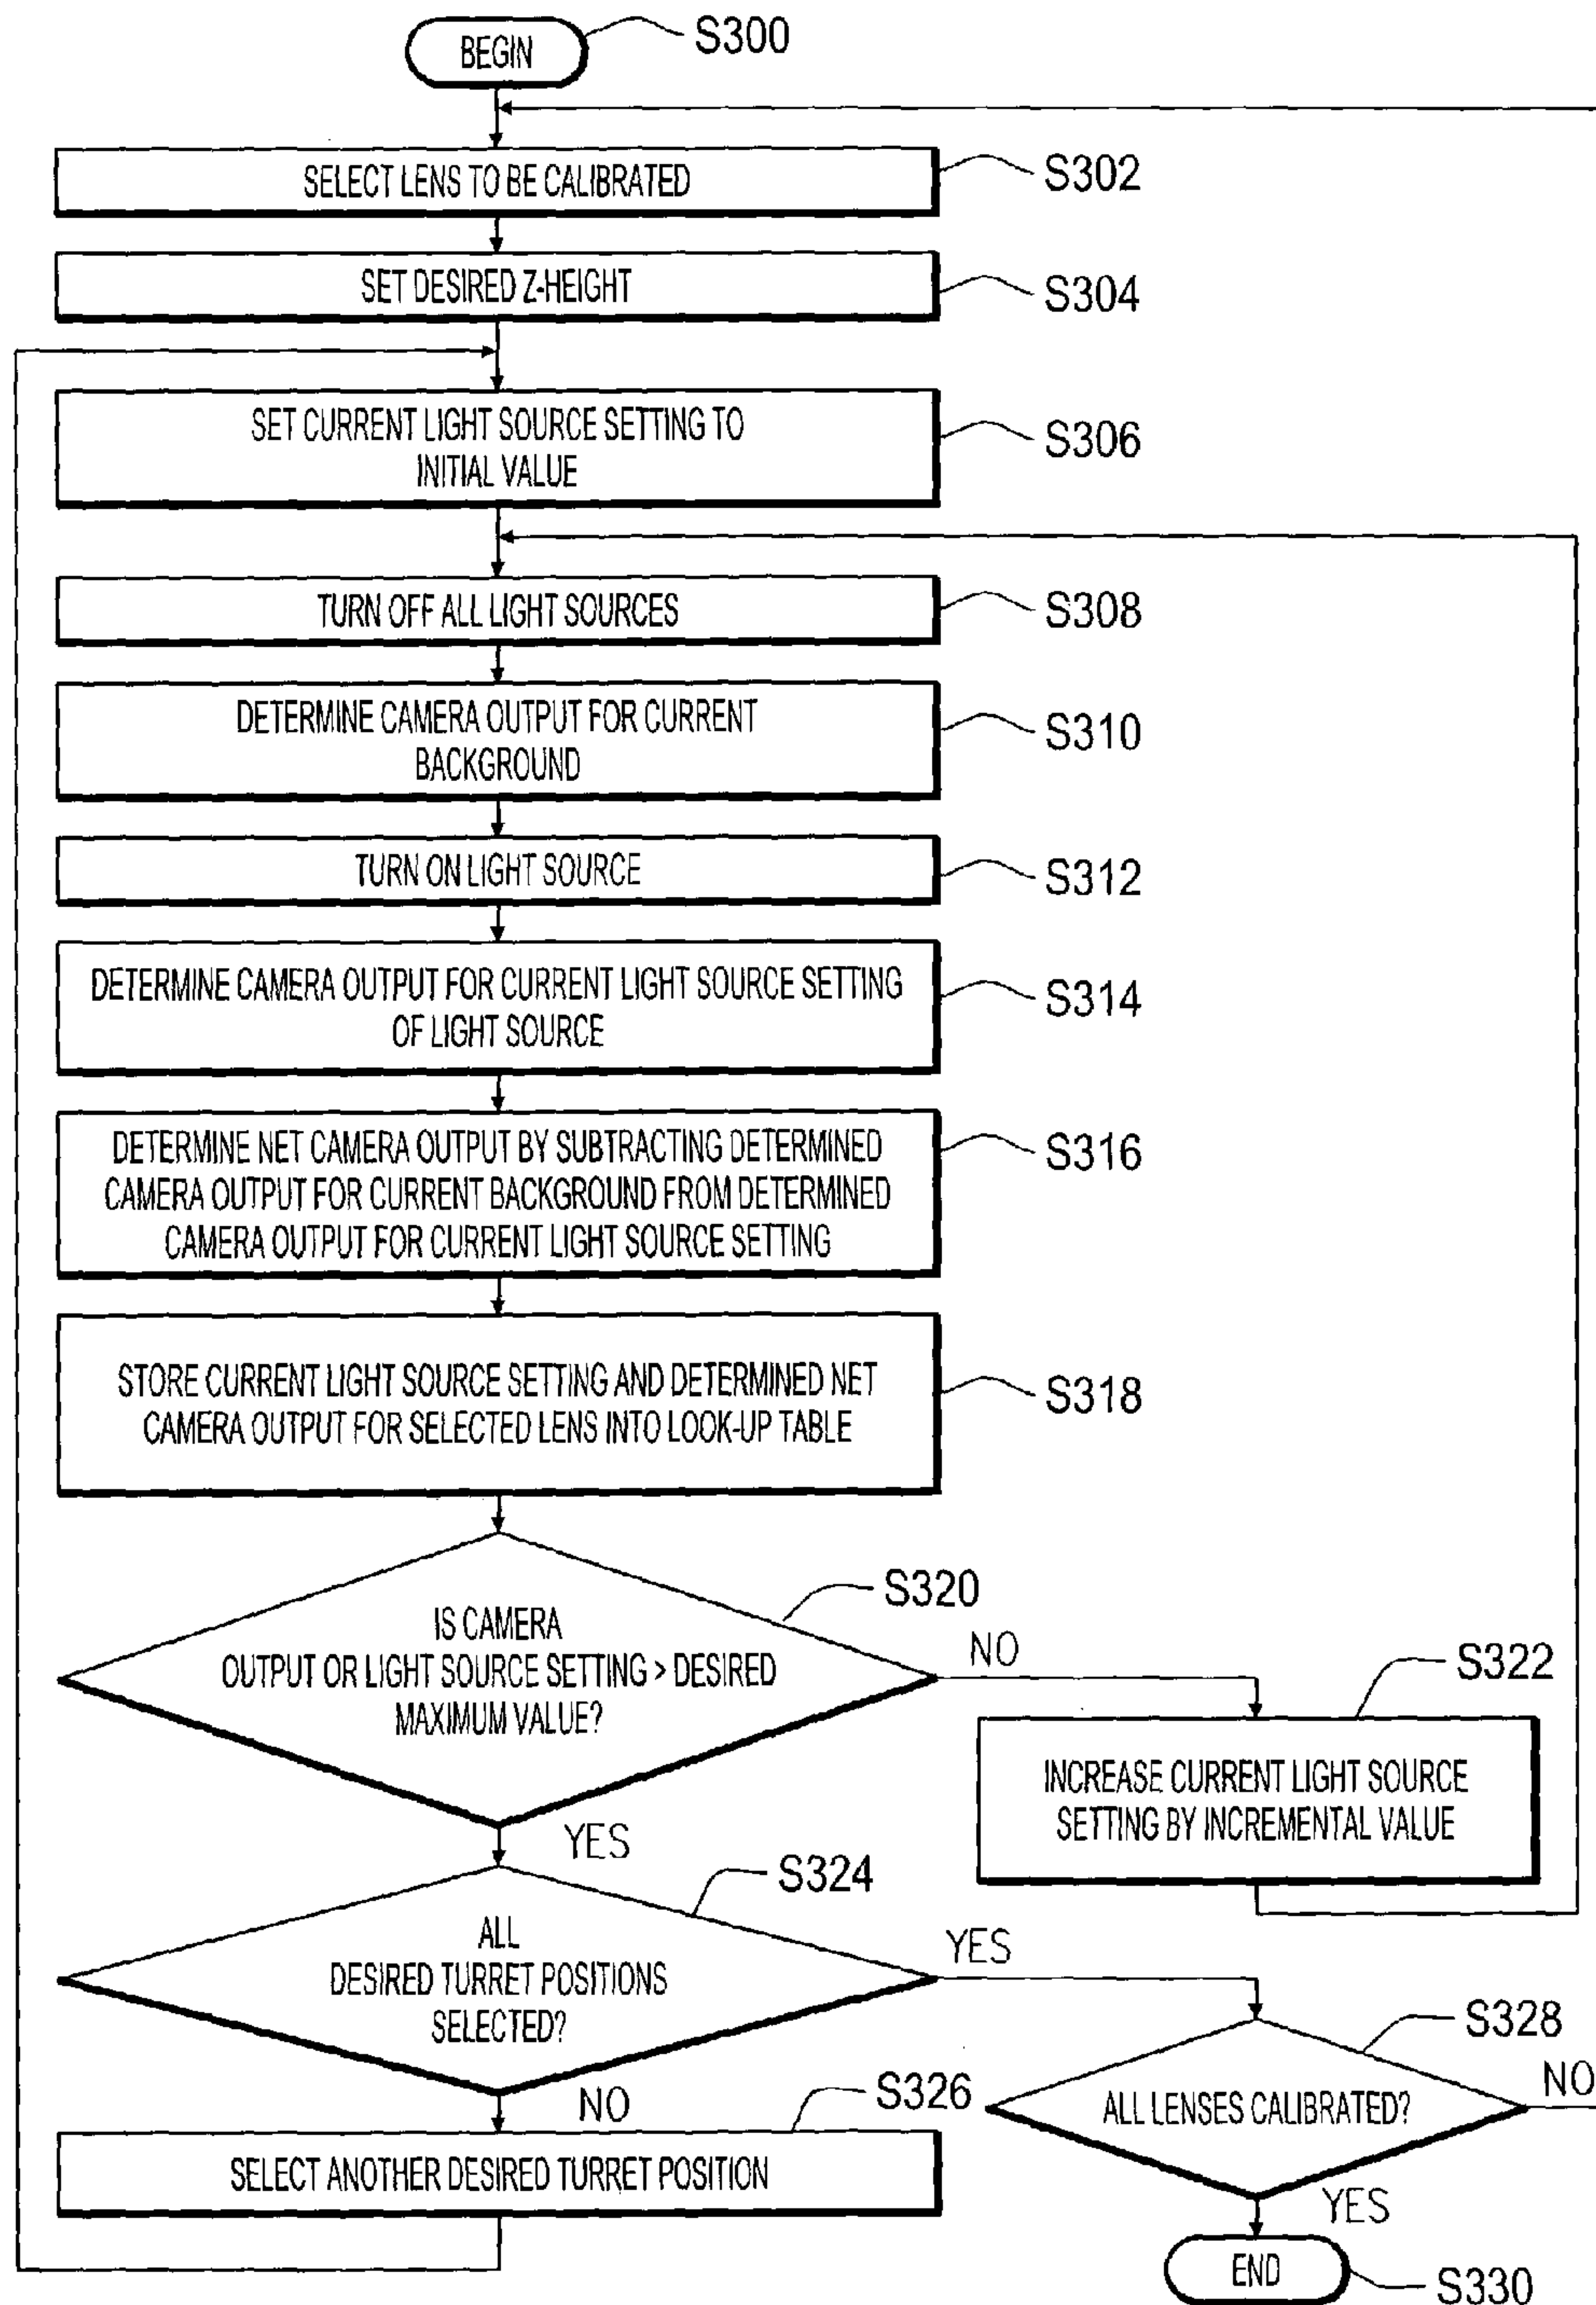 BEGIN
S300
SELECT LENS TO BE CALIBRATED
S302
SET DESIRED Z-HEIGHT
S304
SET CURRENT LIGHT SOURCE SETTING TO
INITIAL VALUE
S306
TURN OFF ALL LIGHT SOURCES
S308
DETERMINE CAMERA OUTPUT FOR CURRENT
BACKGROUND
S310
TURN ON LIGHT SOURCE
S312
DETERMINE CAMERA OUTPUT FOR CURRENT LIGHT SOURCE SETTING
OF LIGHT SOURCE
S314
DETERMINE NET CAMERA OUTPUT BY SUBTRACTING DETERMINED
CAMERA OUTPUT FOR CURRENT BACKGROUND FROM DETERMINED
CAMERA OUTPUT FOR CURRENT LIGHT SOURCE SETTING
S316
STORE CURRENT LIGHT SOURCE SETTING AND DETERMINED NET
CAMERA OUTPUT FOR SELECTED LENS INTO LOOK-UP TABLE
S318
IS CAMERA
OUTPUT OR LIGHT SOURCE SETTING > DESIRED
MAXIMUM VALUE?
S320
NO
S322
INCREASE CURRENT LIGHT SOURCE
SETTING BY INCREMENTAL VALUE
YES
S324
ALL
DESIRED TURRET POSITIONS
SELECTED?
YES
S328
ALL LENSES CALIBRATED?
NO
NO
S326
SELECT ANOTHER DESIRED TURRET POSITION
YES
END
S330